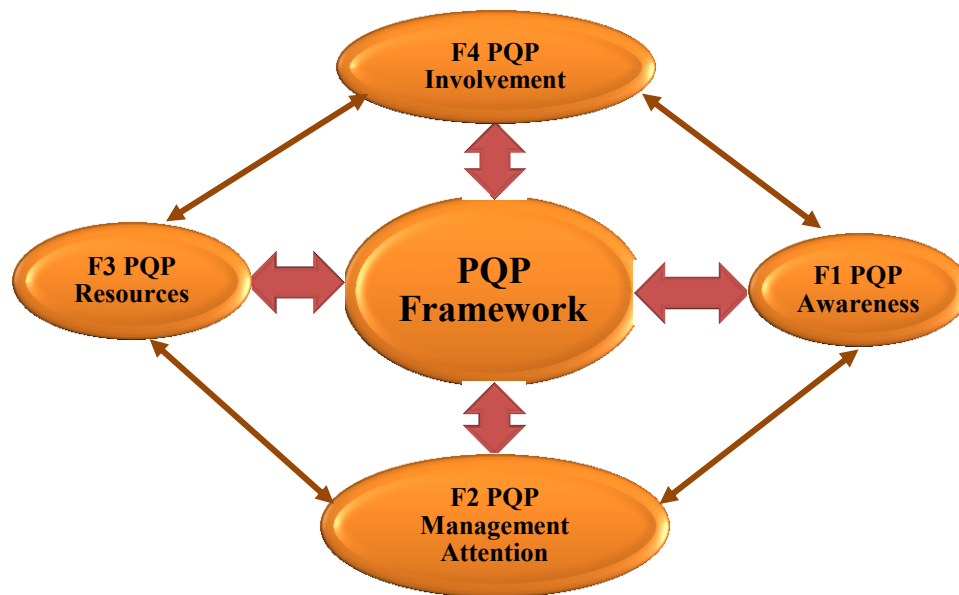 F4 PQP
Involvement
F3 PQP
Resources
PQP
Framework
F1 PQP
Awareness
F2 PQP
Management
Attention